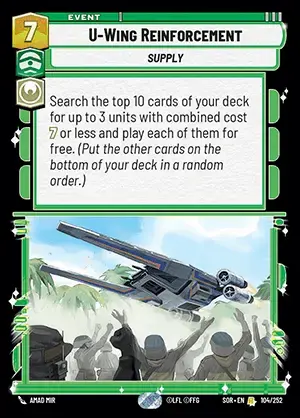 EVENT
7
U-WING REINFORCEMENT
SUPPLY
Search the top 10 cards of your deck
for up to 3 units with combined cost
7 or less and play each of them for
free. (Put the other cards on the
bottom of your deck in a random
order.)
AMAD MIR
©LFL ©FFG
SOR • EN R 104/252